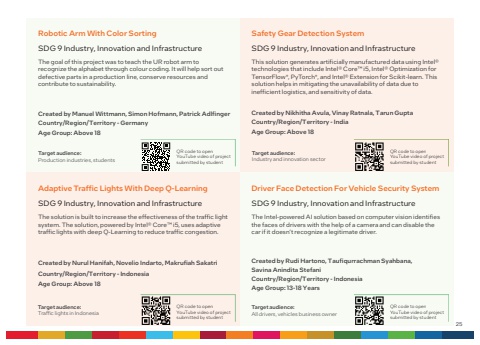 Robotic Arm With Color Sorting
SDG 9 Industry, Innovation and Infrastructure
The goal of this project was to teach the UR robot arm to
recognize the alphabet through colour coding. It will help sort out
defective parts in a production line, conserve resources and
contribute to sustainability.
Created by Manuel Wittmann, Simon Hofmann, Patrick Adlfinger
Country/Region/Territory - Germany
Age Group: Above 18
Target audience:
Production industries, students
QR code to open
YouTube video of project
submitted by student
Safety Gear Detection System
SDG 9 Industry, Innovation and Infrastructure
This solution generates artificially manufactured data using Intel®
technologies that include Intel® Core™ i5, Intel® Optimization for
TensorFlow*, PyTorch*, and Intel® Extension for Scikit-learn. This
solution helps in mitigating the unavailability of data due to
inefficient logistics, and sensitivity of data.
Created by Nikhitha Avula, Vinay Ratnala, Tarun Gupta
Country/Region/Territory - India
Age Group: Above 18
Target audience:
Industry and innovation sector
QR code to open
YouTube video of project
submitted by student
Adaptive Traffic Lights With Deep Q-Learning
SDG 9 Industry, Innovation and Infrastructure
The solution is built to increase the effectiveness of the traffic light
system. The solution, powered by Intel® Core™ i5, uses adaptive
traffic lights with deep Q-Learning to reduce traffic congestion.
Created by Nurul Hanifah, Novelio Indarto, Makrufiah Sakatri
Country/Region/Territory - Indonesia
Age Group: Above 18
Target audience:
Traffic lights in Indonesia
QR code to open
YouTube video of project
submitted by student
Driver Face Detection For Vehicle Security System
SDG 9 Industry, Innovation and Infrastructure
The Intel-powered AI solution based on computer vision identifies
the faces of drivers with the help of a camera and can disable the
car if it doesn't recognize a legitimate driver.
Created by Rudi Hartono, Taufiqurrachman Syahbana,
Savina Anindita Stefani
Country/Region/Territory - Indonesia
Age Group: 13-18 Years
Target audience:
All drivers, vehicles business owner
QR code to open
YouTube video of project
submitted by student
25